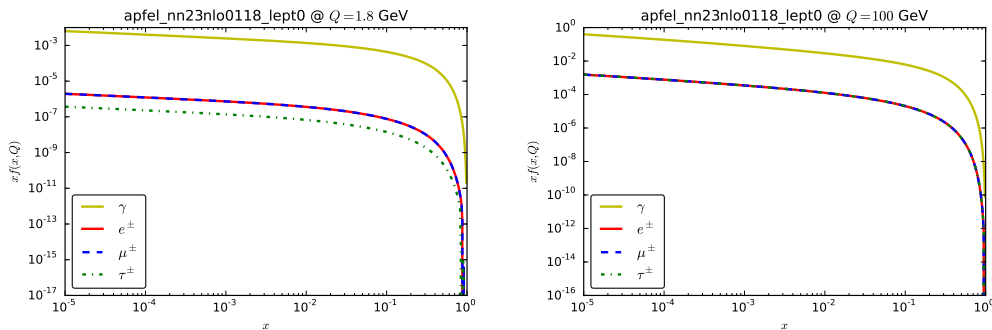 apfel_nn23nlo0118_lept0 @ Q=1.8 GeV
xf(x,Q)
10^-3
10^-5
10^-7
10^-9
10^-11
10^-13
10^-15
10^-17
γ
e^±
μ^±
τ^±
10^-5 10^-4 10^-3 10^-2 10^-1 10^0
x
apfel_nn23nlo0118_lept0 @ Q=100 GeV
xf(x,Q)
10^0
10^-2
10^-4
10^-6
10^-8
10^-10
10^-12
10^-14
10^-16
γ
e^±
μ^±
τ^±
10^-5 10^-4 10^-3 10^-2 10^-1 10^0
x